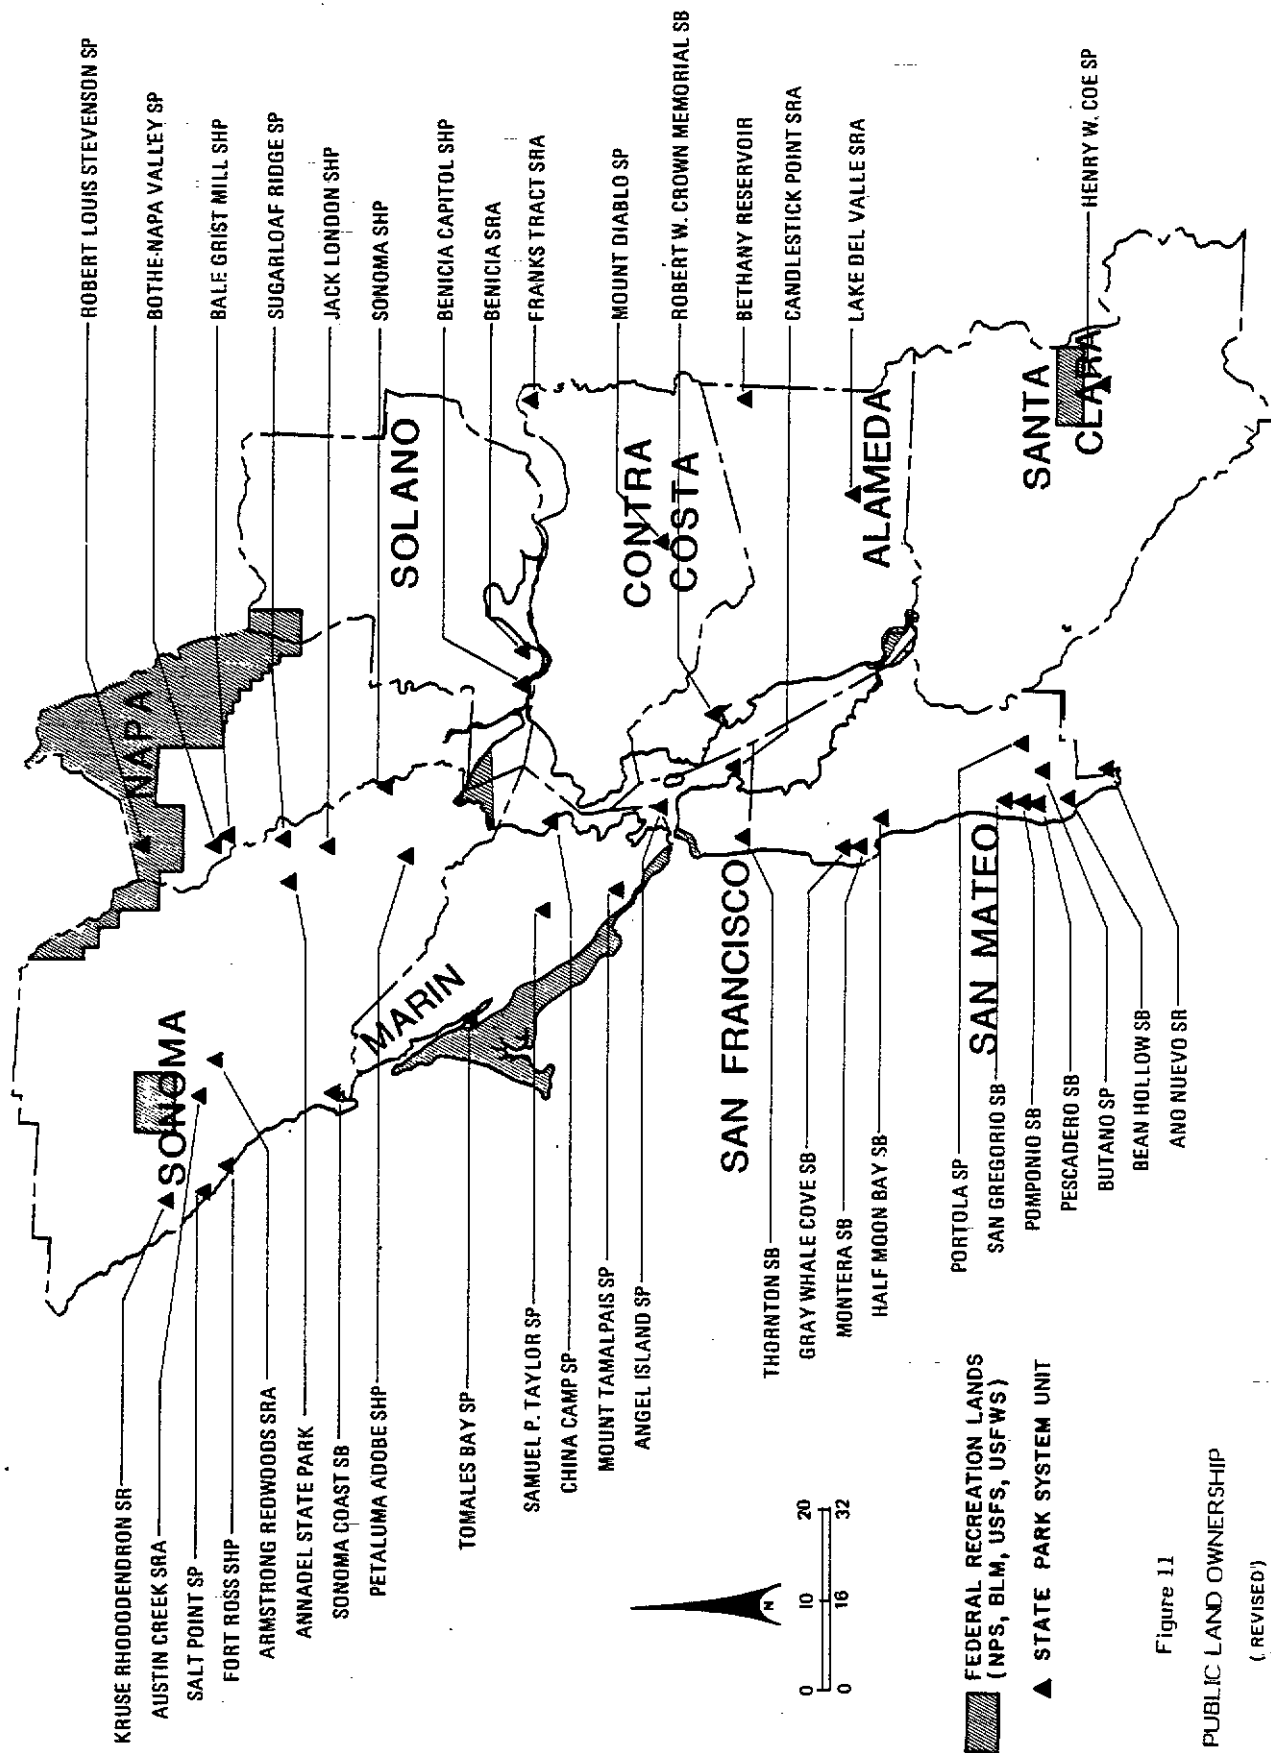 KRUSE RHODODENDRON SR
AUSTIN CREEK SRA
SALT POINT SP
FORT ROSS SHP
ARMSTRONG REDWOODS SRA
ANNADEL STATE PARK
SONOMA COAST SB
PETALUMA ADOBE SHP
TOMALES BAY SP
SAMUEL P. TAYLOR SP
CHINA CAMP SP
MOUNT TAMALPAIS SP
ANGEL ISLAND SP
THORNTON SB
GRAY WHALE COVE SB
MONTERA SB
HALF MOON BAY SB
PORTOLA SP
SAN GREGORIO SB
POMPONIO SB
PESCADERO SB
BUTANO SP
BEAN HOLLOW SB
ANO NUEVO SR
SONOMA
MARIN
SAN FRANCISCO
SAN MATEO
NAPA
SOLANO
CONTRA
COSTA
ALAMEDA
SANTA
CLARA
ROBERT LOUIS STEVENSON SP
BOTHE-NAPA VALLEY SP
BALE GRIST MILL SHP
SUGARLOAF RIDGE SP
JACK LONDON SHP
SONOMA SHP
BENICIA CAPITOL SHP
BENICIA SRA
FRANKS TRACT SRA
MOUNT DIABLO SP
ROBERT W. CROWN MEMORIAL SB
BETHANY RESERVOIR
CANDLESTICK POINT SRA
LAKE DEL VALLE SRA
HENRY W. COE SP
N
0 10 20
0 16 32
FEDERAL RECREATION LANDS
(NPS, BLM, USFS, USFWS)
STATE PARK SYSTEM UNIT
Figure 11
PUBLIC LAND OWNERSHIP
(REVISED)